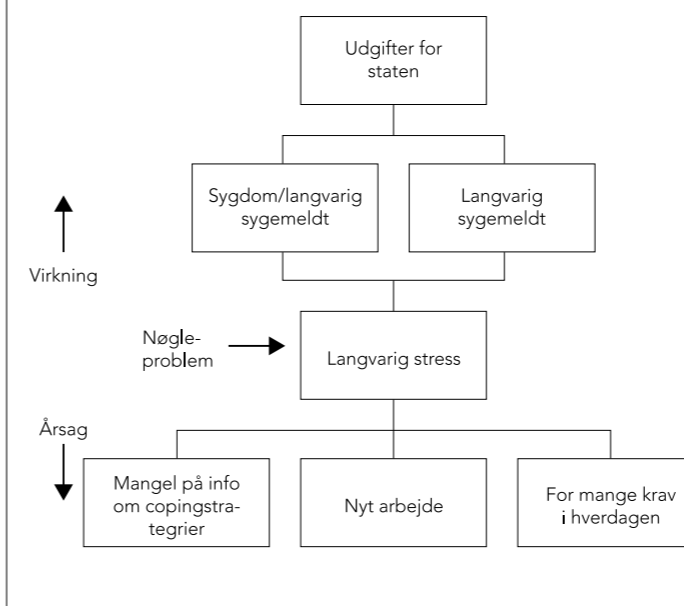 Udgifter for
staten
Sygdom/langvarig
sygemeldt
Langvarig
sygemeldt
Virkning
Nøgle-
problem
Langvarig stress
Årsag
Mangel på info
om copingstra-
tegrier
Nyt arbejde
For mange krav
i hverdagen